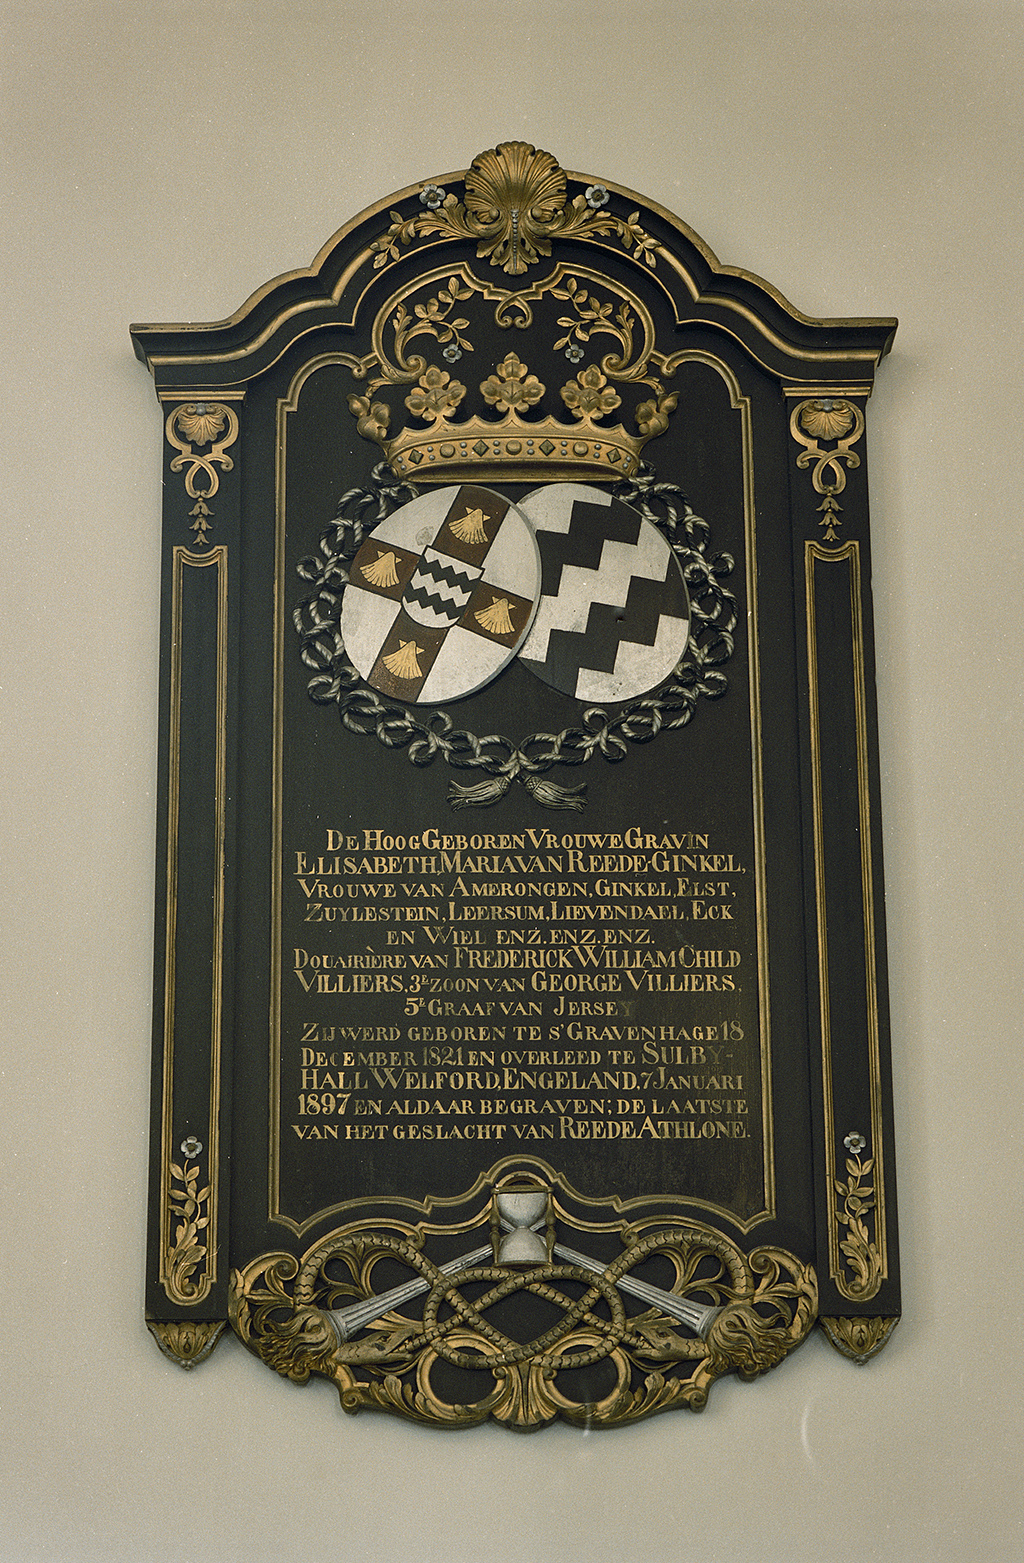 De HoogGeboren Vrouwe Gravin
Elisabeth, Maria van Reede-Ginkel,
Vrouwe van Amerongen, Ginkel, Elst,
Zuylestein, Leersum, Lievendael, Eck
en Wiel enz. enz. enz.
Douairière van Frederick William Child
Villiers, 3e zoon van George Villiers,
5e Graaf van Jersey
Zij werd geboren te s'Gravenhage 18
December 1821 en overleed te Sulby-
Hall Welford, Engeland, 7 Januari
1897 en aldaar begraven; de laatste
van het geslacht van Reede Athlone.